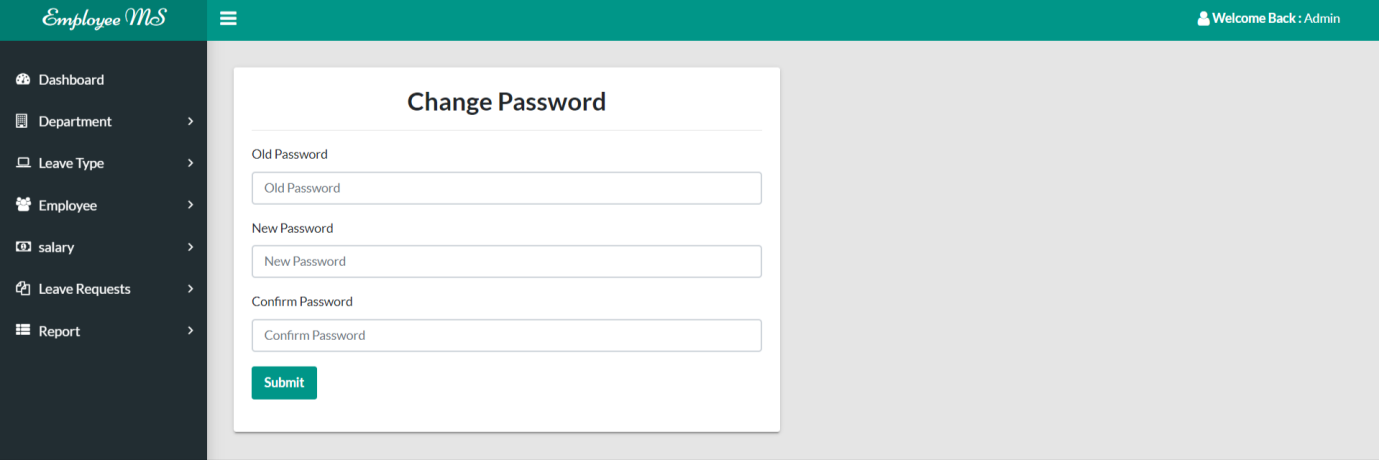 Employee MS
Welcome Back : Admin
Dashboard
Department
Leave Type
Employee
salary
Leave Requests
Report
Change Password
Old Password
Old Password
New Password
New Password
Confirm Password
Confirm Password
Submit